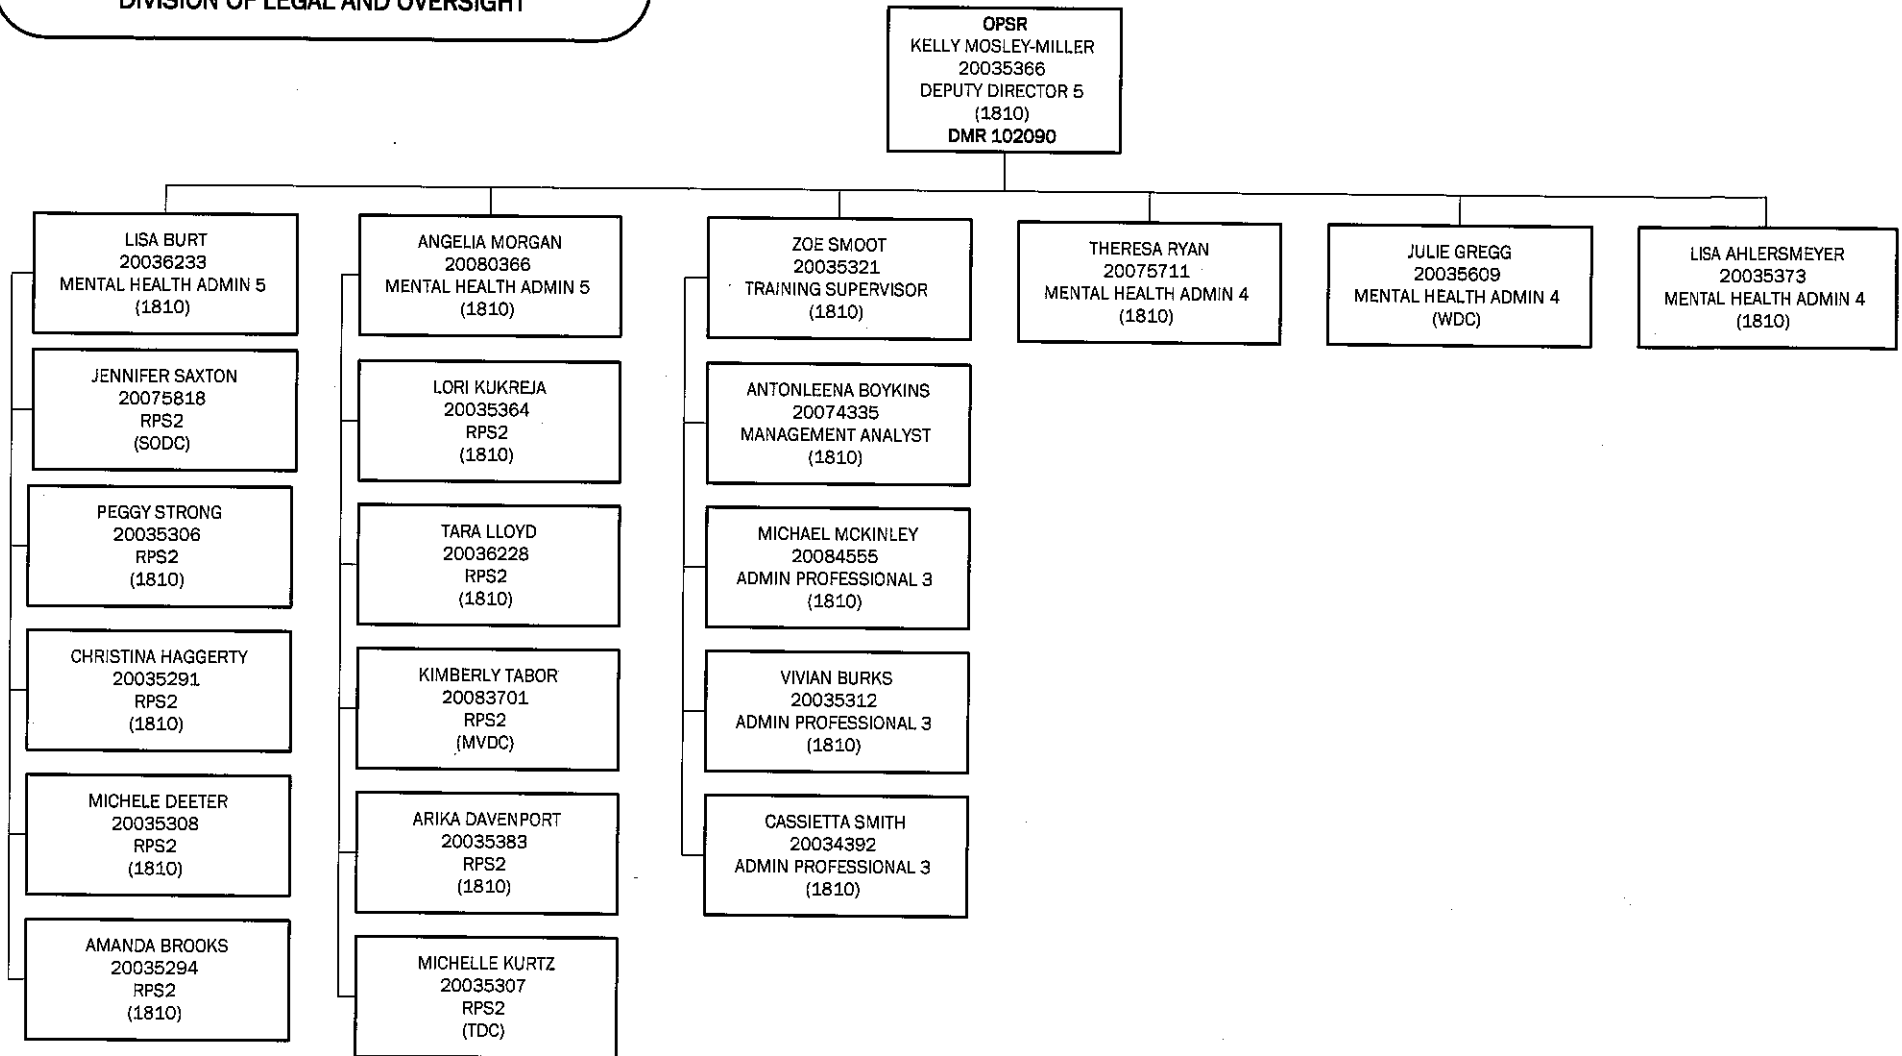 DIVISION OF LEGAL AND OVERSIGHT
OPSR
KELLY MOSLEY-MILLER
20035366
DEPUTY DIRECTOR 5
(1810)
DMR 102090
LISA BURT
20036233
MENTAL HEALTH ADMIN 5
(1810)
JENNIFER SAXTON
20075818
RPS2
(SODC)
PEGGY STRONG
20035306
RPS2
(1810)
CHRISTINA HAGGERTY
20035291
RPS2
(1810)
MICHELE DEETER
20035308
RPS2
(1810)
AMANDA BROOKS
20035294
RPS2
(1810)
ANGELIA MORGAN
20080366
MENTAL HEALTH ADMIN 5
(1810)
LORI KUKREJA
20035364
RPS2
(1810)
TARA LLOYD
20036228
RPS2
(1810)
KIMBERLY TABOR
20083701
RPS2
(MVDC)
ARIKA DAVENPORT
20035383
RPS2
(1810)
MICHELLE KURTZ
20035307
RPS2
(TDC)
ZOE SMOOT
20035321
TRAINING SUPERVISOR
(1810)
ANTONLEENA BOYKINS
20074335
MANAGEMENT ANALYST
(1810)
MICHAEL MCKINLEY
20084555
ADMIN PROFESSIONAL 3
(1810)
VIVIAN BURKS
20035312
ADMIN PROFESSIONAL 3
(1810)
CASSIETTA SMITH
20034392
ADMIN PROFESSIONAL 3
(1810)
THERESA RYAN
20075711
MENTAL HEALTH ADMIN 4
(1810)
JULIE GREGG
20035609
MENTAL HEALTH ADMIN 4
(WDC)
LISA AHLERSMEYER
20035373
MENTAL HEALTH ADMIN 4
(1810)